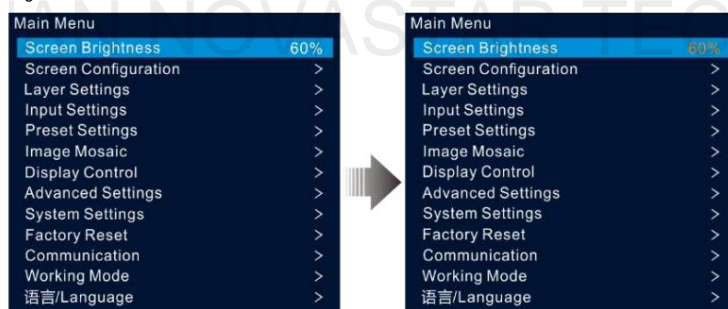 AN NOVASTAR TEC
Main Menu
Screen Brightness 60%
Screen Configuration >
Layer Settings >
Input Settings >
Preset Settings >
Image Mosaic >
Display Control >
Advanced Settings >
System Settings >
Factory Reset >
Communication >
Working Mode >
语言/Language >
Main Menu
Screen Brightness 60%
Screen Configuration >
Layer Settings >
Input Settings >
Preset Settings >
Image Mosaic >
Display Control >
Advanced Settings >
System Settings >
Factory Reset >
Communication >
Working Mode >
语言/Language >